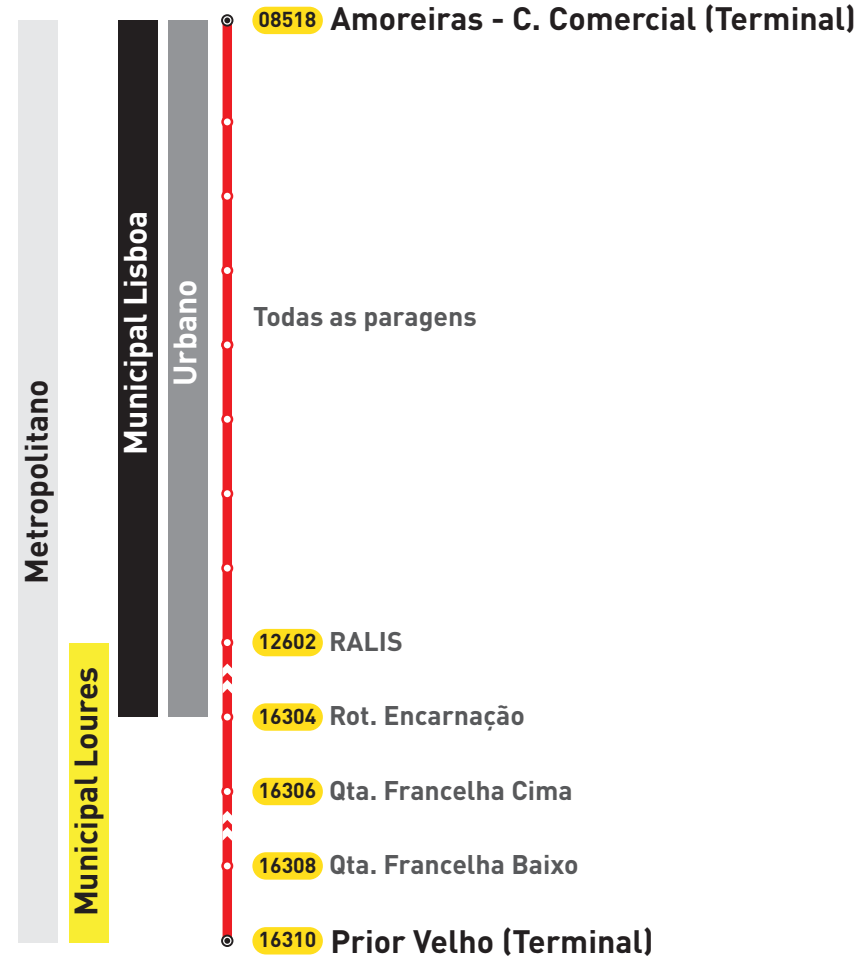 08518 Amoreiras - C. Comercial (Terminal)
Metropolitano
Municipal Loures
Municipal Lisboa
Urbano
Todas as paragens
12602 RALIS
16304 Rot. Encarnação
16306 Qta. Francelha Cima
16308 Qta. Francelha Baixo
16310 Prior Velho (Terminal)